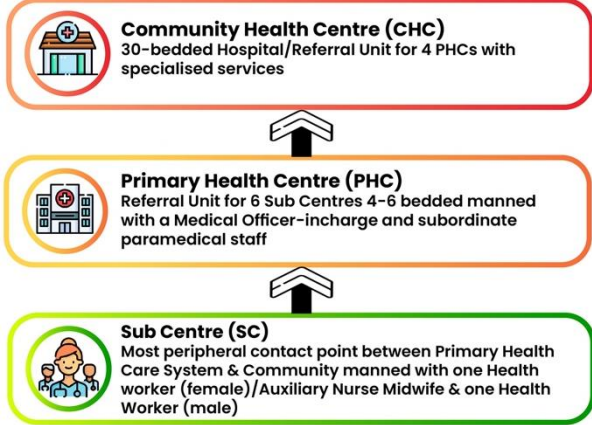 Community Health Centre (CHC)
30-bedded Hospital/Referral Unit for 4 PHCs with
specialised services
Primary Health Centre (PHC)
Referral Unit for 6 Sub Centres 4-6 bedded manned
with a Medical Officer-incharge and subordinate
paramedical staff
Sub Centre (SC)
Most peripheral contact point between Primary Health
Care System & Community manned with one Health
worker (female)/Auxiliary Nurse Midwife & one Health
Worker (male)